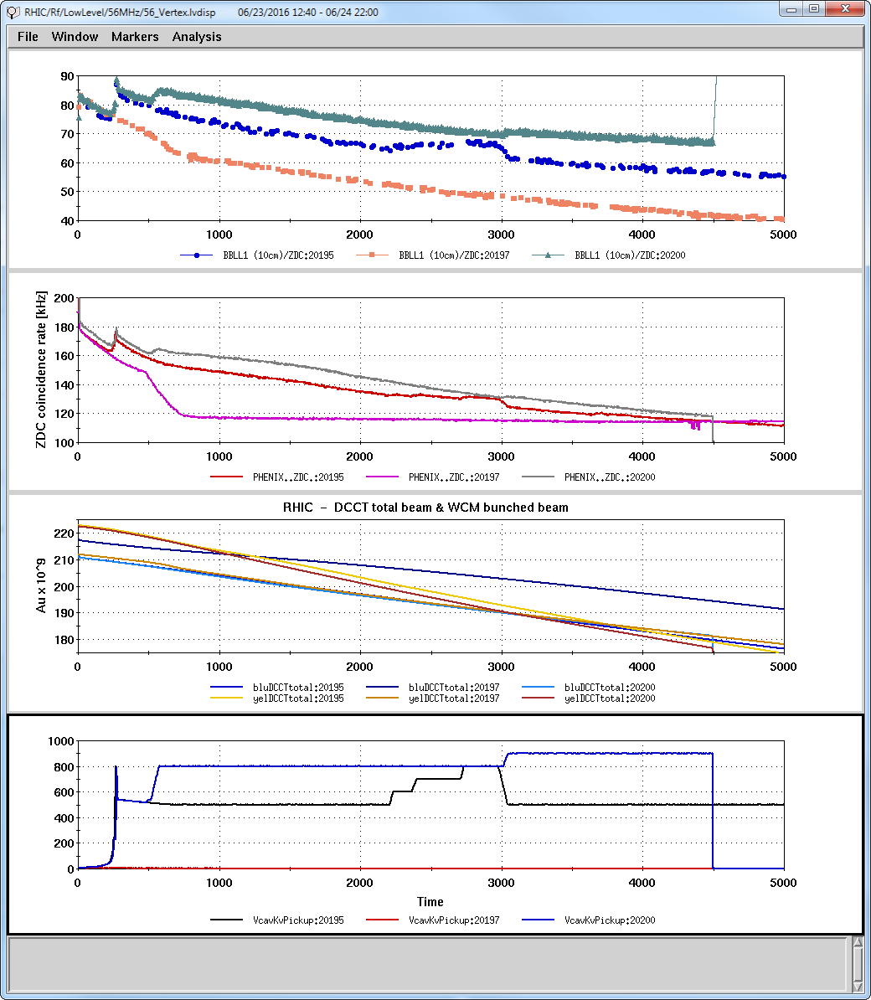 RHIC/Rf/LowLevel/56MHz/56_Vertex.lvdisp 06/23/2016 12:40 - 06/24 22:00
File Window Markers Analysis
90
80
70
60
50
40
0 1000 2000 3000 4000 5000
BBLL1 (10cm)/ZDC:20195 BBLL1 (10cm)/ZDC:20197 BBLL1 (10cm)/ZDC:20200
ZDC coincidence rate [kHz]
200
180
160
140
120
100
0 1000 2000 3000 4000 5000
PHENIX..ZDC.:20195 PHENIX..ZDC.:20197 PHENIX..ZDC.:20200
RHIC - DCCT total beam & WCM bunched beam
Au x 10^9
220
210
200
190
180
0 1000 2000 3000 4000 5000
bluDCCTtotal:20195 bluDCCTtotal:20197 bluDCCTtotal:20200
yelDCCTtotal:20195 yelDCCTtotal:20197 yelDCCTtotal:20200
1000
800
600
400
200
0
0 1000 2000 3000 4000 5000
Time
VcavKvPickup:20195 VcavKvPickup:20197 VcavKvPickup:20200